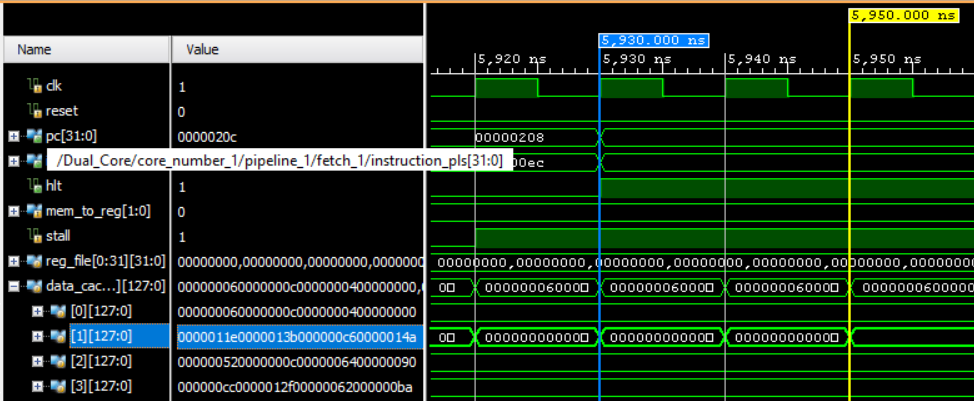 5,950.000 ns
Name Value 5,930.000 ns
5,920 ns 5,930 ns 5,940 ns 5,950 ns
clk 1
reset 0
pc[31:0] 0000020c 00000208
/Dual_Core/core_number_1/pipeline_1/fetch_1/instruction_pls[31:0] 00ec
hlt 1
mem_to_reg[1:0] 0
stall 1
reg_file[0:31][31:0] 00000000,00000000,00000000,0000000 00000000,00000000,00000000,00000000,00000000,00000000,000000
data_cac...][127:0] 000000060000000c0000000400000000, 0 000000060000 000000060000 000000060000 00000006000000
[0][127:0] 000000060000000c0000000400000000
[1][127:0] 0000011e0000013b000000c60000014a 0 000000000000 000000000000 000000000000
[2][127:0] 000000520000000c0000006400000090
[3][127:0] 000000cc0000012f00000062000000ba